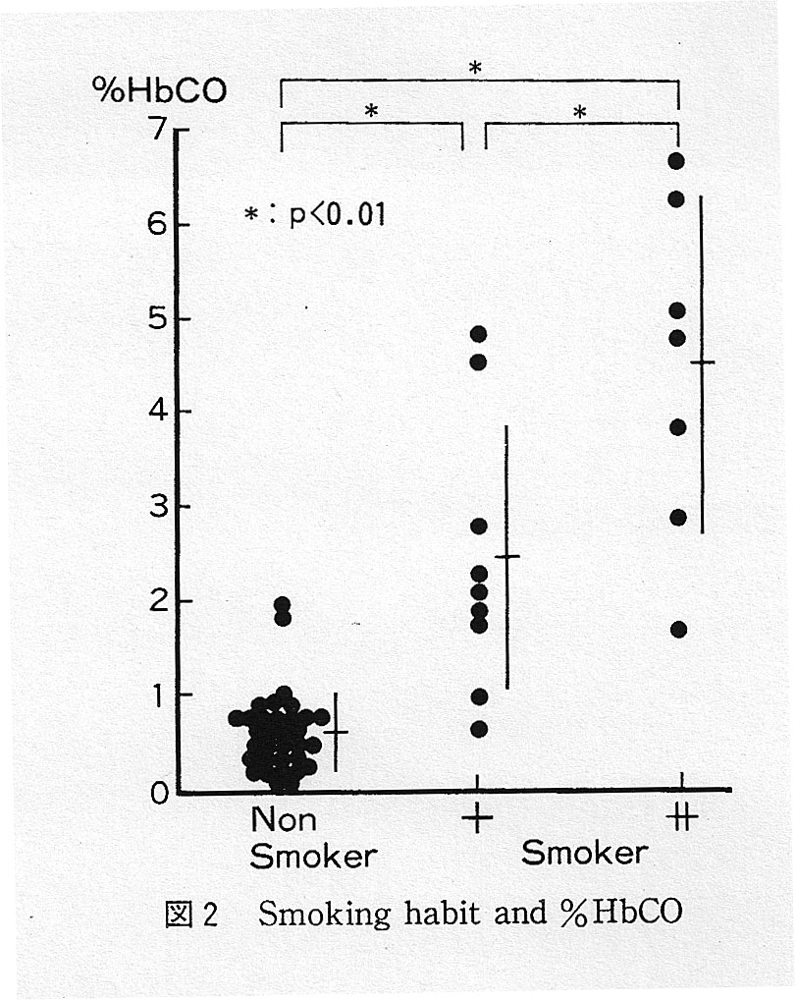 %HbCO
*
*
*
7
*: p<0.01
6
5
4
3
2
1
0
Non
Smoker
+
Smoker
⧺
図2 Smoking habit and %HbCO